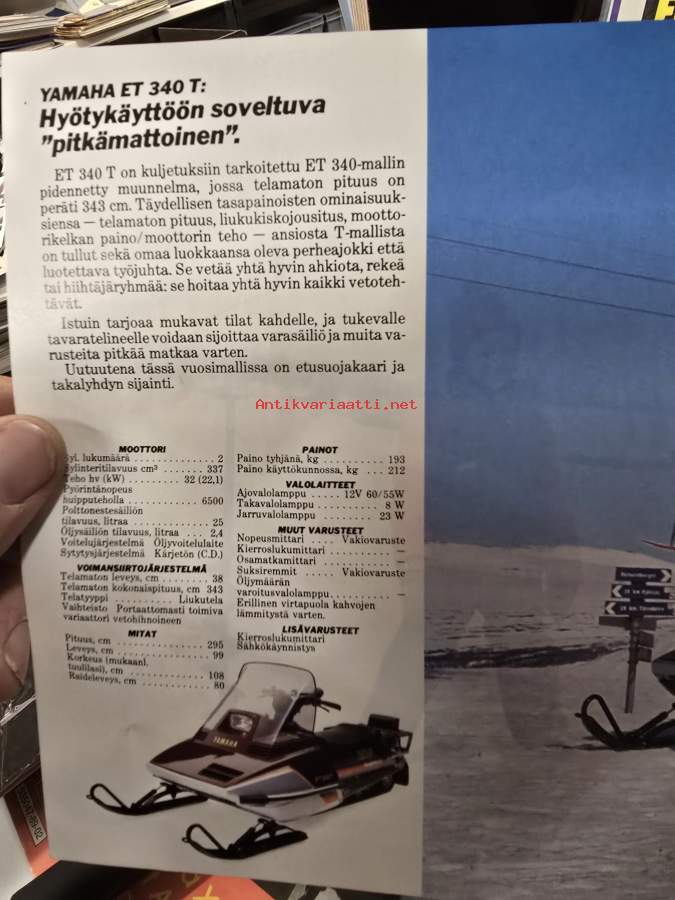 YAMAHA ET 340 T:
Hyötykäyttöön soveltuva
"pitkämattoinen".
ET 340 T on kuljetuksiin tarkoitettu ET 340-mallin
pidennetty muunnelma, jossa telamaton pituus on
peräti 343 cm. Täydellisen tasapainoisten ominaisuuk-
siensa — telamaton pituus, liukukiskojousitus, mootto-
rikelkan paino/moottorin teho — ansiosta T-mallista
on tullut sekä omaa luokkaansa oleva perheajokki että
luotettava työjuhta. Se vetää yhtä hyvin ahkiota, rekeä
tai hiihtäjäryhmää: se hoitaa yhtä hyvin kaikki vetoteh-
tävät.
Istuin tarjoaa mukavat tilat kahdelle, ja tukevalle
tavaratelineelle voidaan sijoittaa varasäiliö ja muita va-
rusteita pitkää matkaa varten.
Uutuutena tässä vuosimallissa on etusuojakaari ja
takalyhdyn sijainti.
Antikvariaatti.net
MOOTTORI
Syl. lukumäärä ..... 2
Sylinteritilavuus cm³ ..... 337
Teho hv (kW) ..... 32 (22,1)
Pyörintänopeus
huipputeholla ..... 6500
Polttonestesäiliön
tilavuus, litraa ..... 25
Öljysäiliön tilavuus, litraa ... 2,4
Voitelujärjestelmä Öljyvoitelulaite
Sytytysjärjestelmä Kärjetön (C.D.)
VOIMANSIIRTOJÄRJESTELMÄ
Telamaton leveys, cm ..... 38
Telamaton kokonaispituus, cm 343
Telatyyppi ..... Liukutela
Vaihteisto Portaattomasti toimiva
variaattori vetohihnoineen
MITAT
Pituus, cm ..... 295
Leveys, cm ..... 99
Korkeus (mukaanl.
tuulilasi), cm ..... 108
Raideleveys, cm ..... 80
PAINOT
Paino tyhjänä, kg ..... 193
Paino käyttökunnossa, kg ... 212
VALOLAITTEET
Ajovalolamppu ..... 12V 60/55W
Takavalolamppu ..... 8 W
Jarruvalolamppu ..... 23 W
MUUT VARUSTEET
Nopeusmittari ..... Vakiovaruste
Kierroslukumittari ..... —
Osamatkamittari ..... —
Suksiremmit ..... Vakiovaruste
Öljymäärän
varoitusvalolamppu ..... —
Erillinen virtapuola kahvojen
lämmitystä varten.
LISÄVARUSTEET
Kierroslukumittari
Sähkökäynnistys
YAMAHA